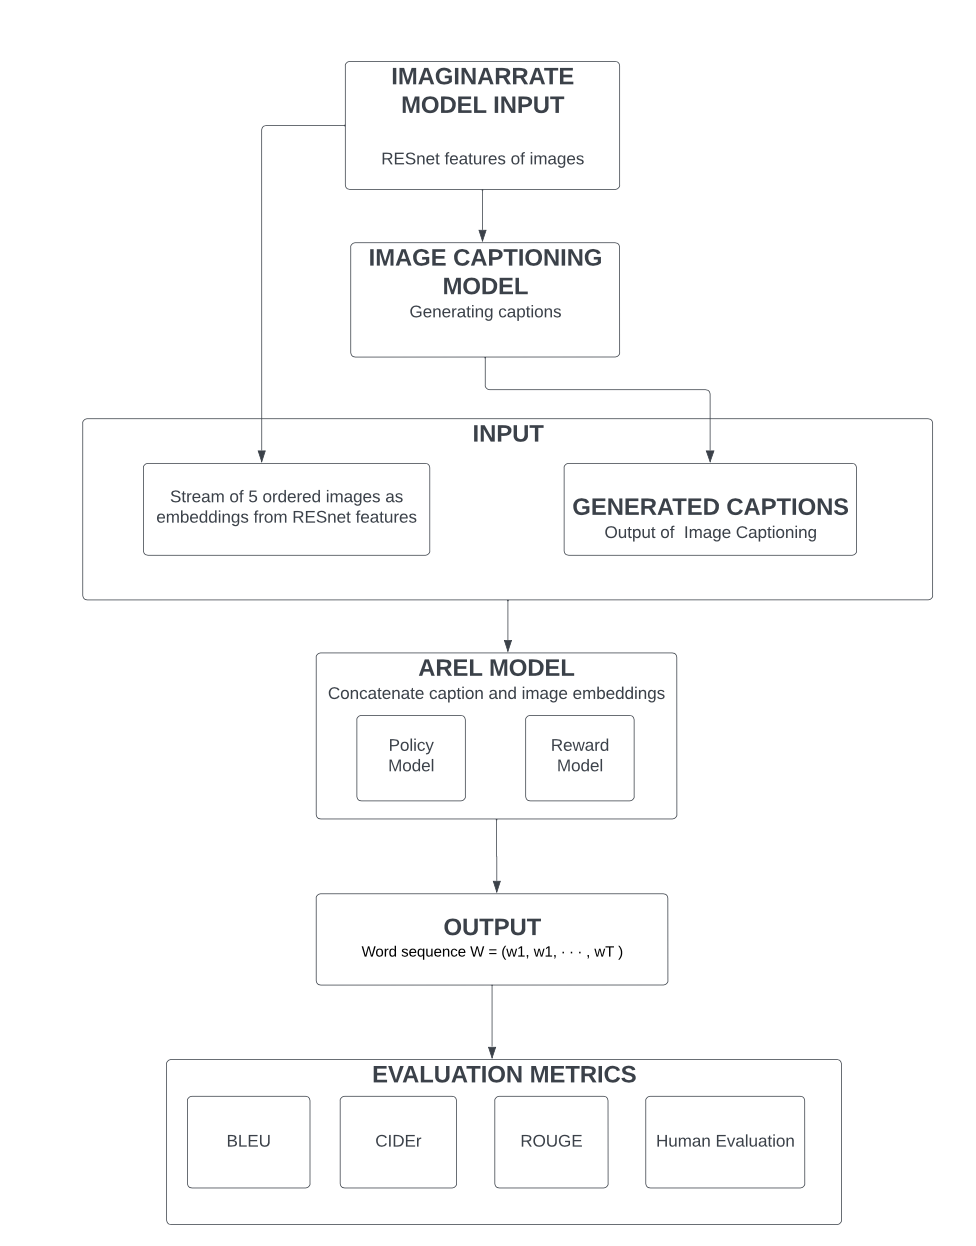 IMAGINARRATE
MODEL INPUT
RESnet features of images
IMAGE CAPTIONING
MODEL
Generating captions
INPUT
Stream of 5 ordered images as
embeddings from RESnet features
GENERATED CAPTIONS
Output of  Image Captioning
AREL MODEL
Concatenate caption and image embeddings
Policy
Model
Reward
Model
OUTPUT
Word sequence W = (w1, w1, · · · , wT )
EVALUATION METRICS
BLEU
CIDEr
ROUGE
Human Evaluation